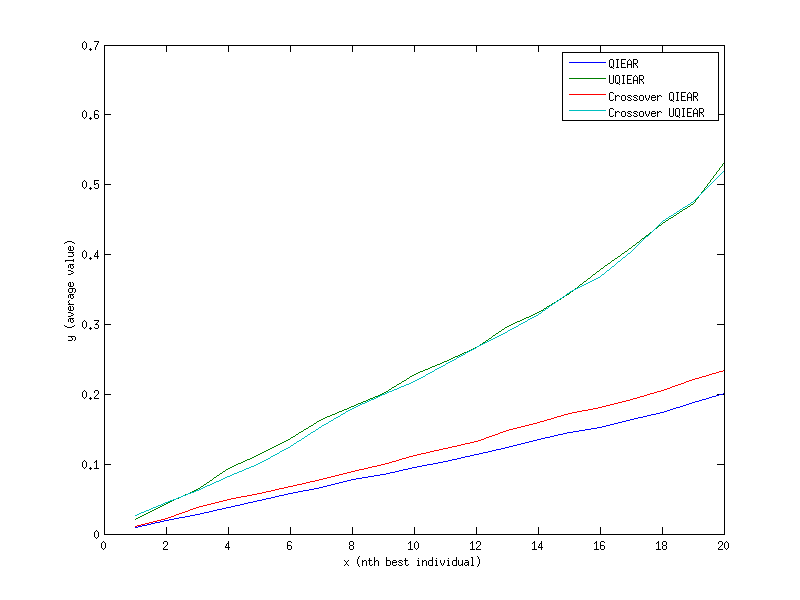 0.7
0.6
0.5
0.4
0.3
0.2
0.1
0
y (average value)
QIEAR
UQIEAR
Crossover QIEAR
Crossover UQIEAR
0 2 4 6 8 10 12 14 16 18 20
x (nth best individual)